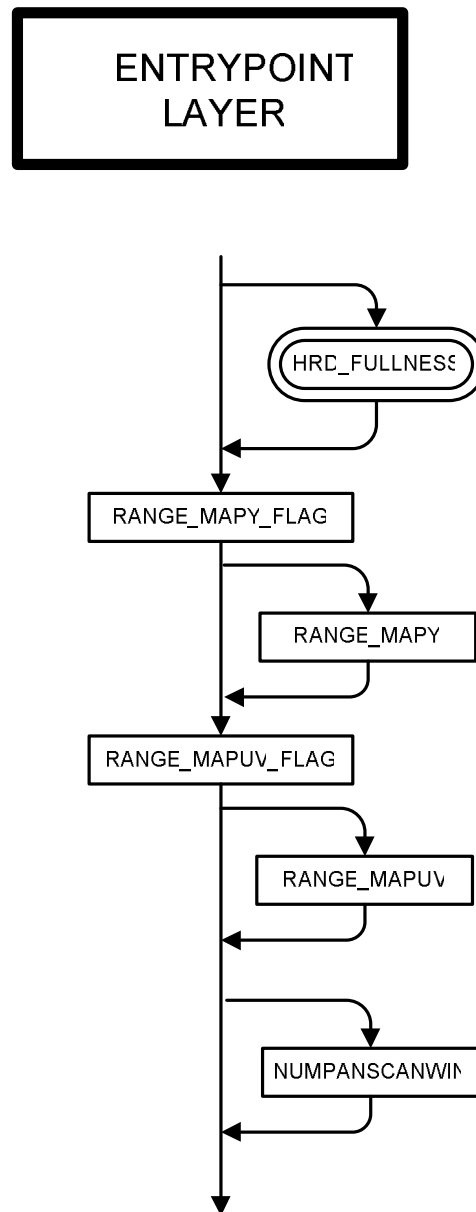 ENTRYPOINT
LAYER
HRD_FULLNESS
RANGE_MAPY_FLAG
RANGE_MAPY
RANGE_MAPUV_FLAG
RANGE_MAPUV
NUMPANSCANWIN